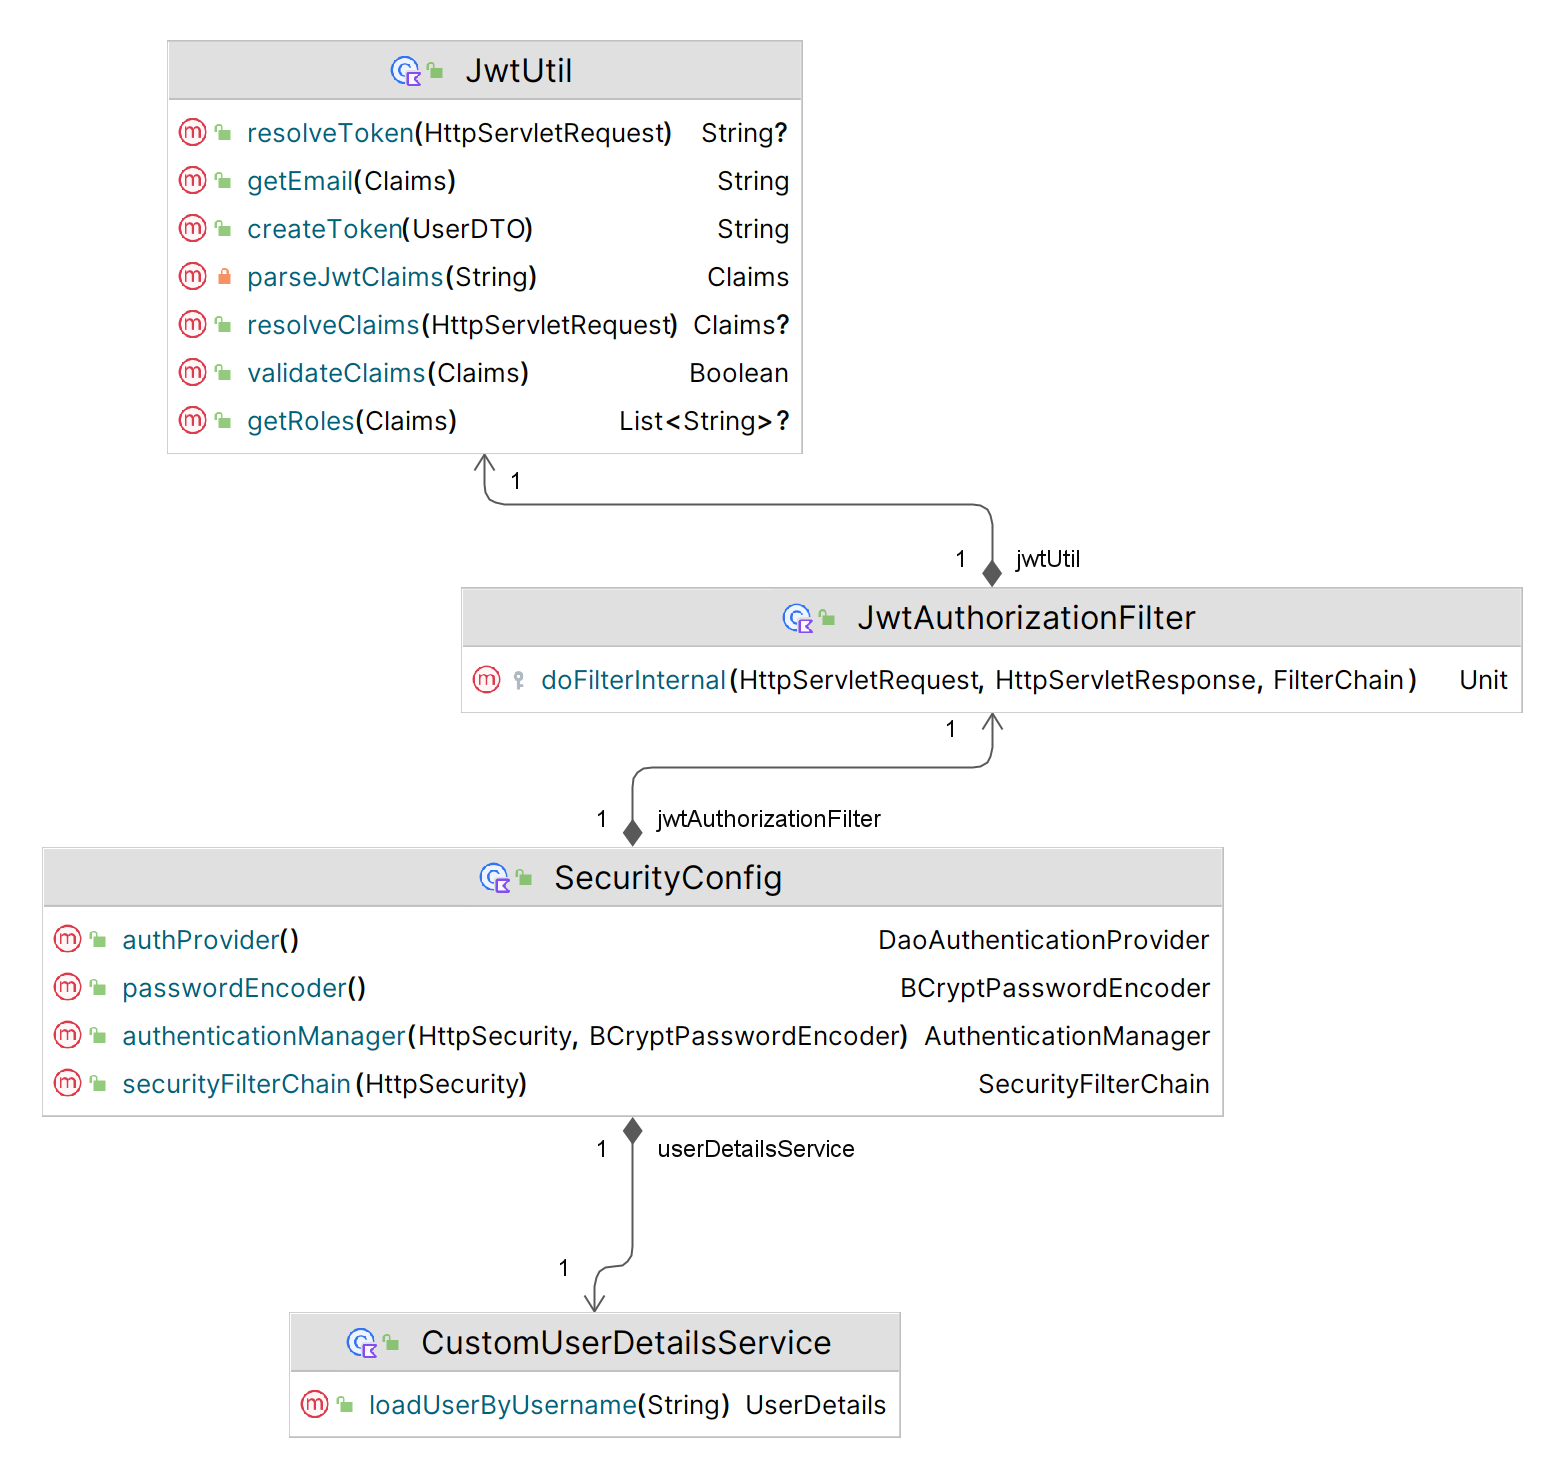 JwtUtil
resolveToken(HttpServletRequest) String?
getEmail(Claims) String
createToken(UserDTO) String
parseJwtClaims(String) Claims
resolveClaims(HttpServletRequest) Claims?
validateClaims(Claims) Boolean
getRoles(Claims) List<String>?
1
1 jwtUtil
JwtAuthorizationFilter
doFilterInternal(HttpServletRequest, HttpServletResponse, FilterChain) Unit
1
1 jwtAuthorizationFilter
SecurityConfig
authProvider() DaoAuthenticationProvider
passwordEncoder() BCryptPasswordEncoder
authenticationManager(HttpSecurity, BCryptPasswordEncoder) AuthenticationManager
securityFilterChain(HttpSecurity) SecurityFilterChain
1 userDetailsService
1
CustomUserDetailsService
loadUserByUsername(String) UserDetails